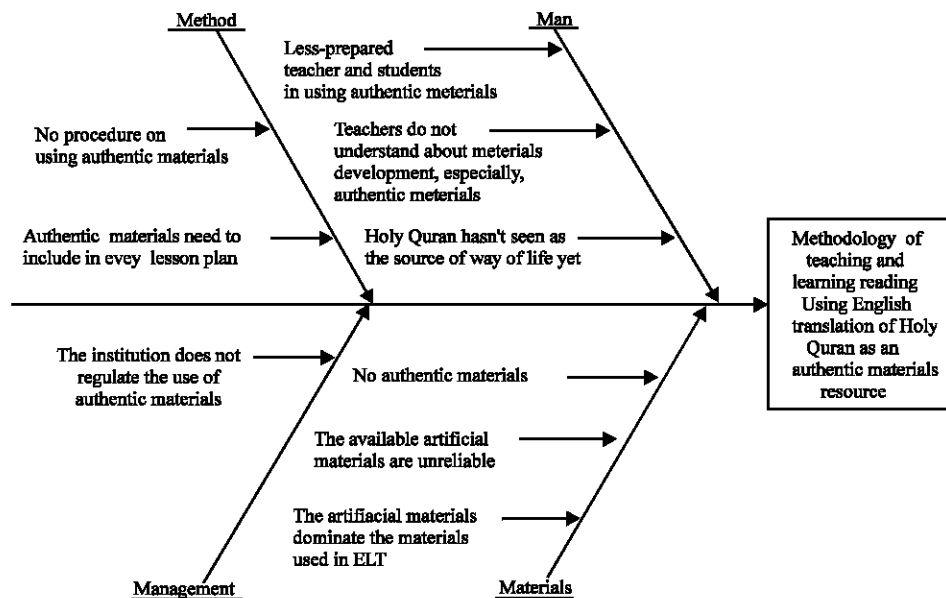 Method
No procedure on
using authentic materials
Authentic materials need to
include in evey lesson plan
Man
Less-prepared
teacher and students
in using authentic meterials
Teachers do not
understand about meterials
development, especially,
authentic meterials
Holy Quran hasn't seen as
the source of way of life yet
Methodology of
teaching and
learning reading
Using English
translation of Holy
Quran as an
authentic materials
resource
The institution does not
regulate the use of
authentic materials
Management
No authentic materials
The available artificial
materials are unreliable
The artifiacial materials
dominate the materials
used in ELT
Materials